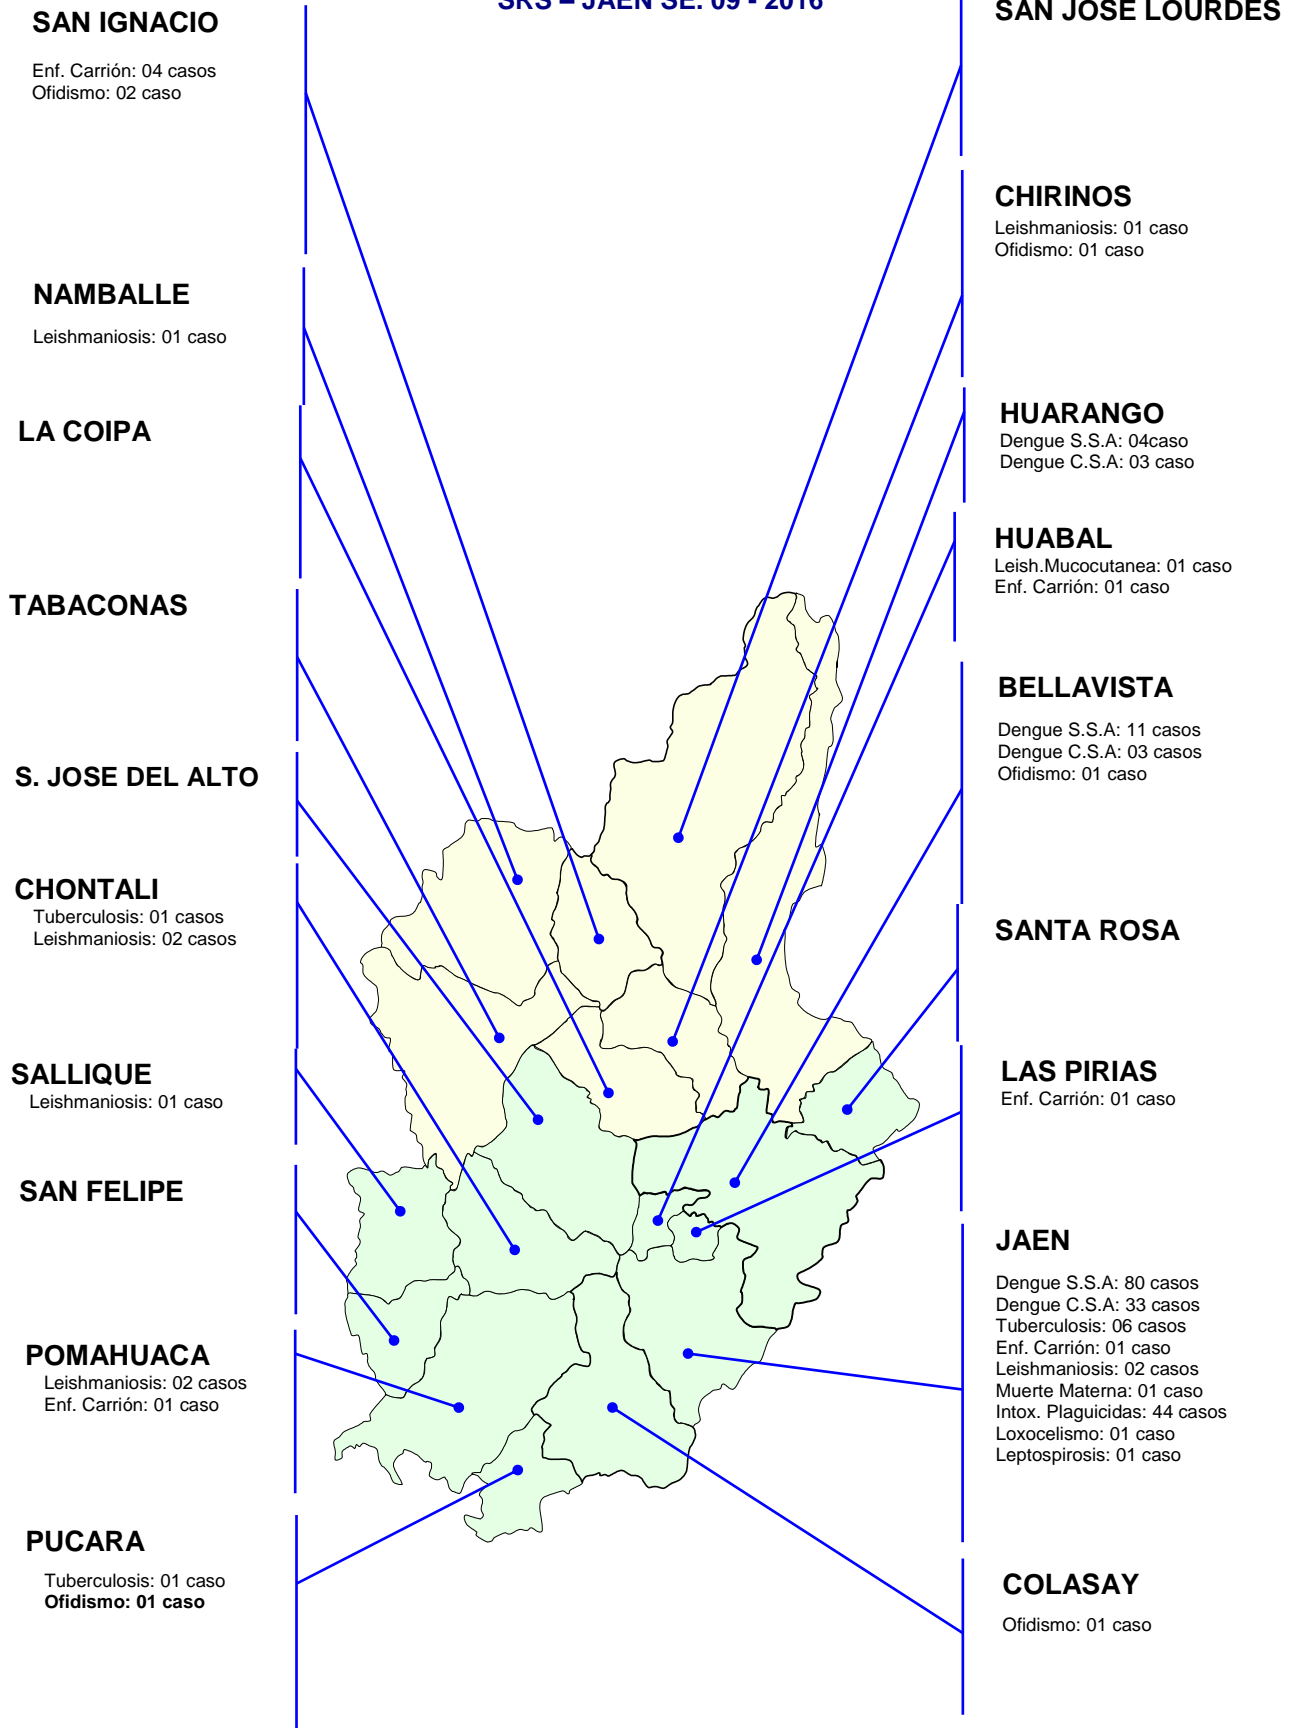 SRS – JAEN SE. 09 - 2016
SAN IGNACIO
Enf. Carrión: 04 casos
Ofidismo: 02 caso
NAMBALLE
Leishmaniosis: 01 caso
LA COIPA
TABACONAS
S. JOSE DEL ALTO
CHONTALI
Tuberculosis: 01 casos
Leishmaniosis: 02 casos
SALLIQUE
Leishmaniosis: 01 caso
SAN FELIPE
POMAHUACA
Leishmaniosis: 02 casos
Enf. Carrión: 01 caso
PUCARA
Tuberculosis: 01 caso
Ofidismo: 01 caso
SAN JOSE LOURDES
CHIRINOS
Leishmaniosis: 01 caso
Ofidismo: 01 caso
HUARANGO
Dengue S.S.A: 04caso
Dengue C.S.A: 03 caso
HUABAL
Leish.Mucocutanea: 01 caso
Enf. Carrión: 01 caso
BELLAVISTA
Dengue S.S.A: 11 casos
Dengue C.S.A: 03 casos
Ofidismo: 01 caso
SANTA ROSA
LAS PIRIAS
Enf. Carrión: 01 caso
JAEN
Dengue S.S.A: 80 casos
Dengue C.S.A: 33 casos
Tuberculosis: 06 casos
Enf. Carrión: 01 caso
Leishmaniosis: 02 casos
Muerte Materna: 01 caso
Intox. Plaguicidas: 44 casos
Loxocelismo: 01 caso
Leptospirosis: 01 caso
COLASAY
Ofidismo: 01 caso